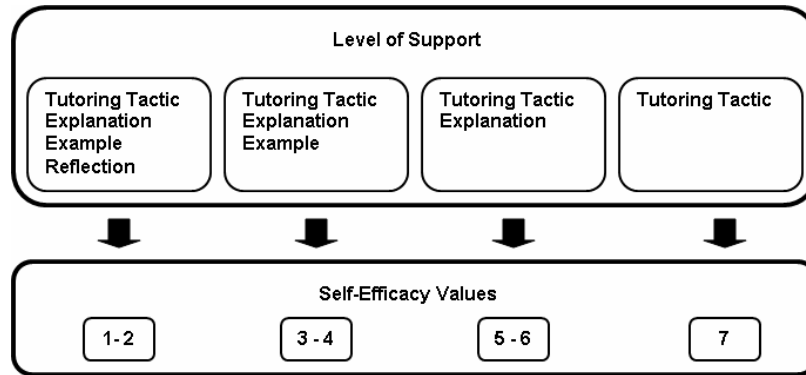 Level of Support
Tutoring Tactic
Explanation
Example
Reflection
Tutoring Tactic
Explanation
Example
Tutoring Tactic
Explanation
Tutoring Tactic
Self-Efficacy Values
1-2
3 - 4
5 - 6
7